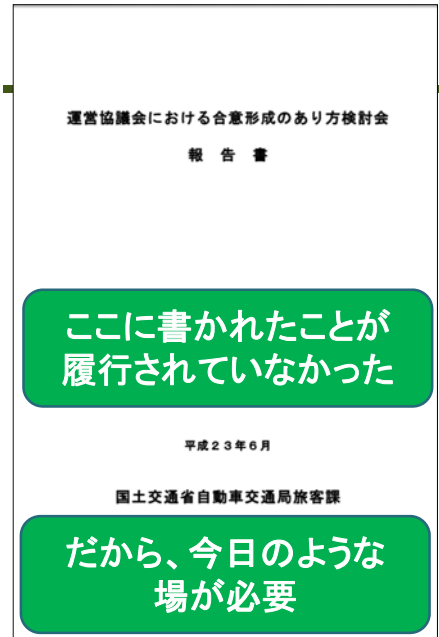 運営協議会における合意形成のあり方検討会
報 告 書
ここに書かれたことが
履行されていなかった
平成２３年６月
国土交通省自動車交通局旅客課
だから、今日のような
場が必要